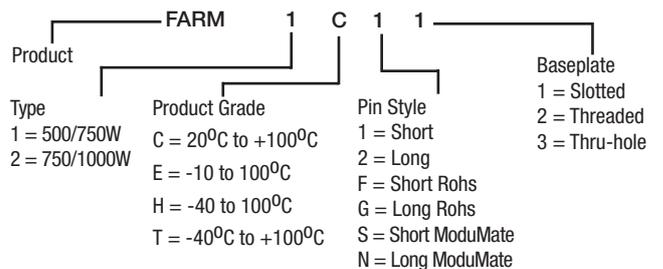 FARM 1 C 1 1
Product
Type
1 = 500/750W
2 = 750/1000W
Product Grade
C = 20⁰C to +100⁰C
E = -10 to 100⁰C
H = -40 to 100⁰C
T = -40⁰C to +100⁰C
Pin Style
1 = Short
2 = Long
F = Short Rohs
G = Long Rohs
S = Short ModuMate
N = Long ModuMate
Baseplate
1 = Slotted
2 = Threaded
3 = Thru-hole